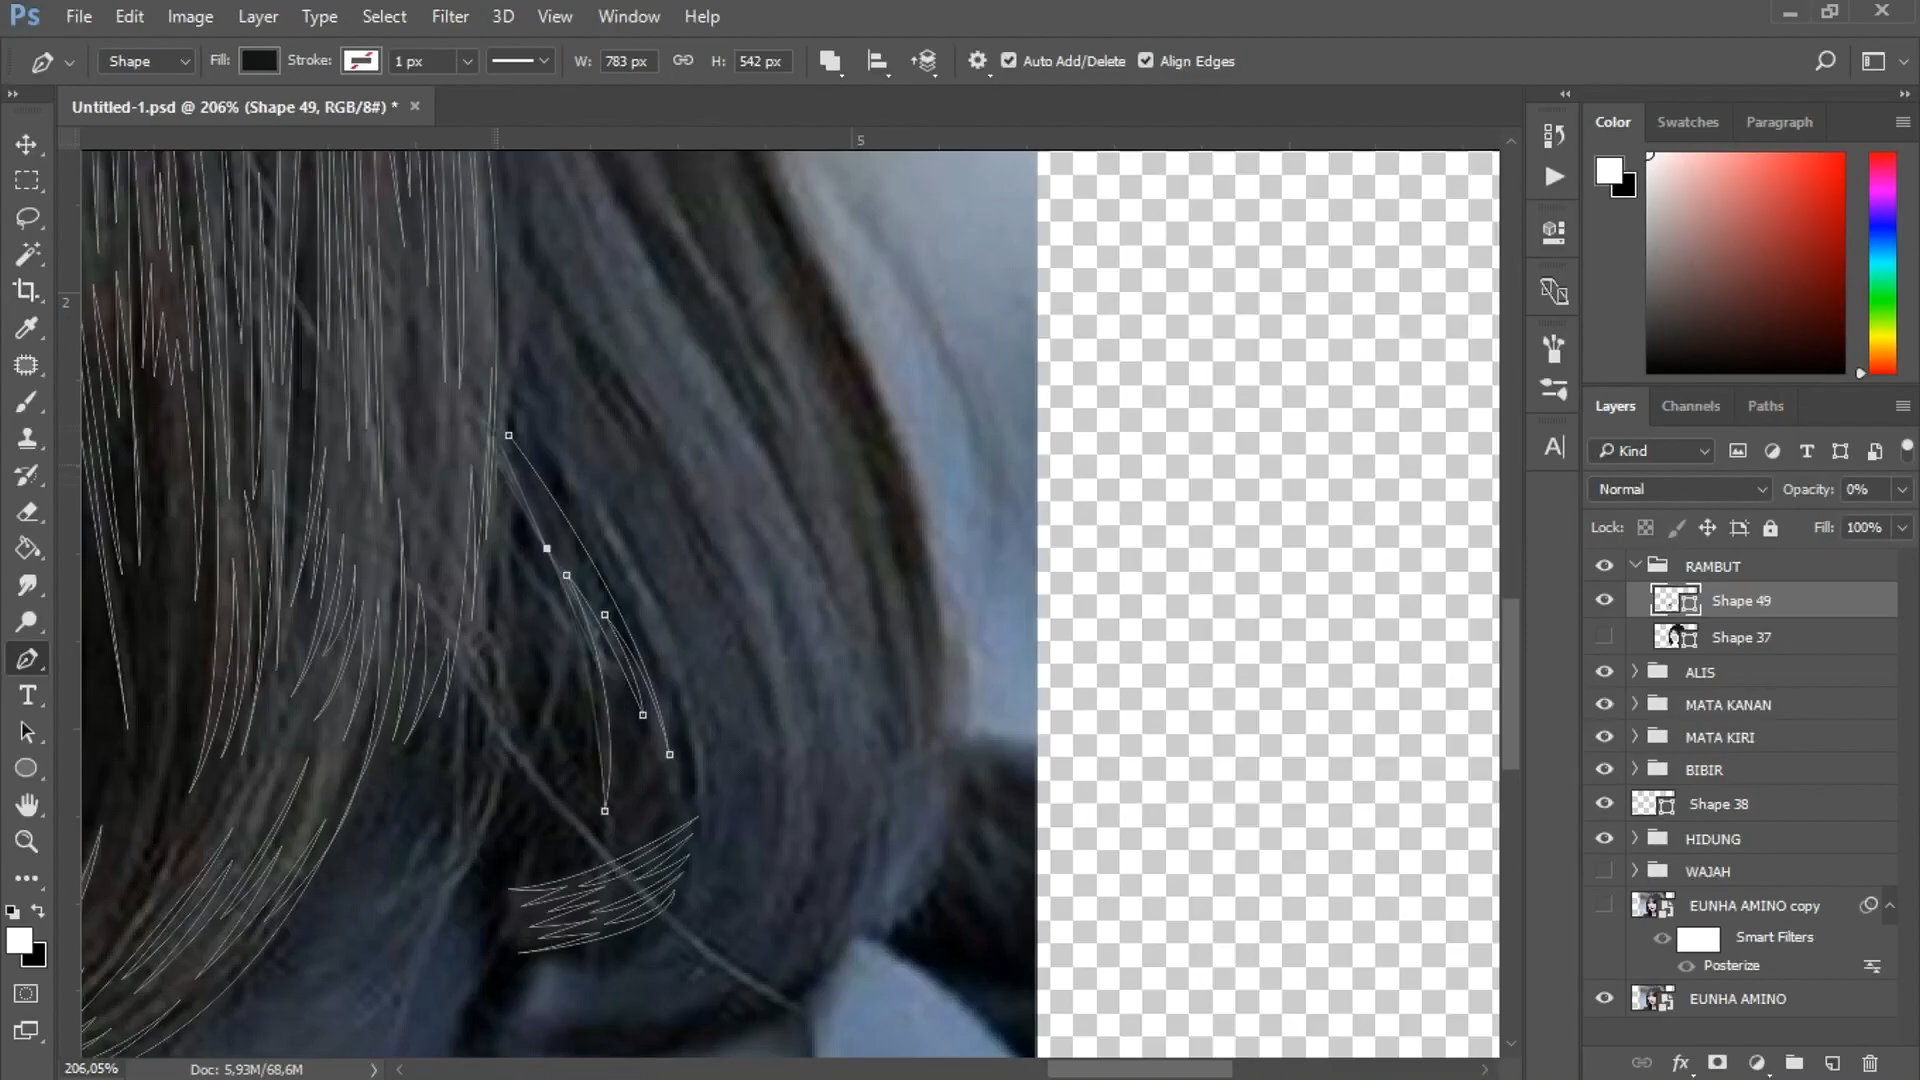 Ps File Edit Image Layer Type Select Filter 3D View Window Help
Shape Fill: Stroke: 1 px W: 783 px H: 542 px Auto Add/Delete Align Edges
Untitled-1.psd @ 206% (Shape 49, RGB/8#) * ×
5
2
Color Swatches Paragraph
Layers Channels Paths
Kind
Normal Opacity: 0%
Lock: Fill: 100%
RAMBUT
Shape 49
Shape 37
ALIS
MATA KANAN
MATA KIRI
BIBIR
Shape 38
HIDUNG
WAJAH
EUNHA AMINO copy
Smart Filters
Posterize
EUNHA AMINO
206,05% Doc: 5,93M/68,6M